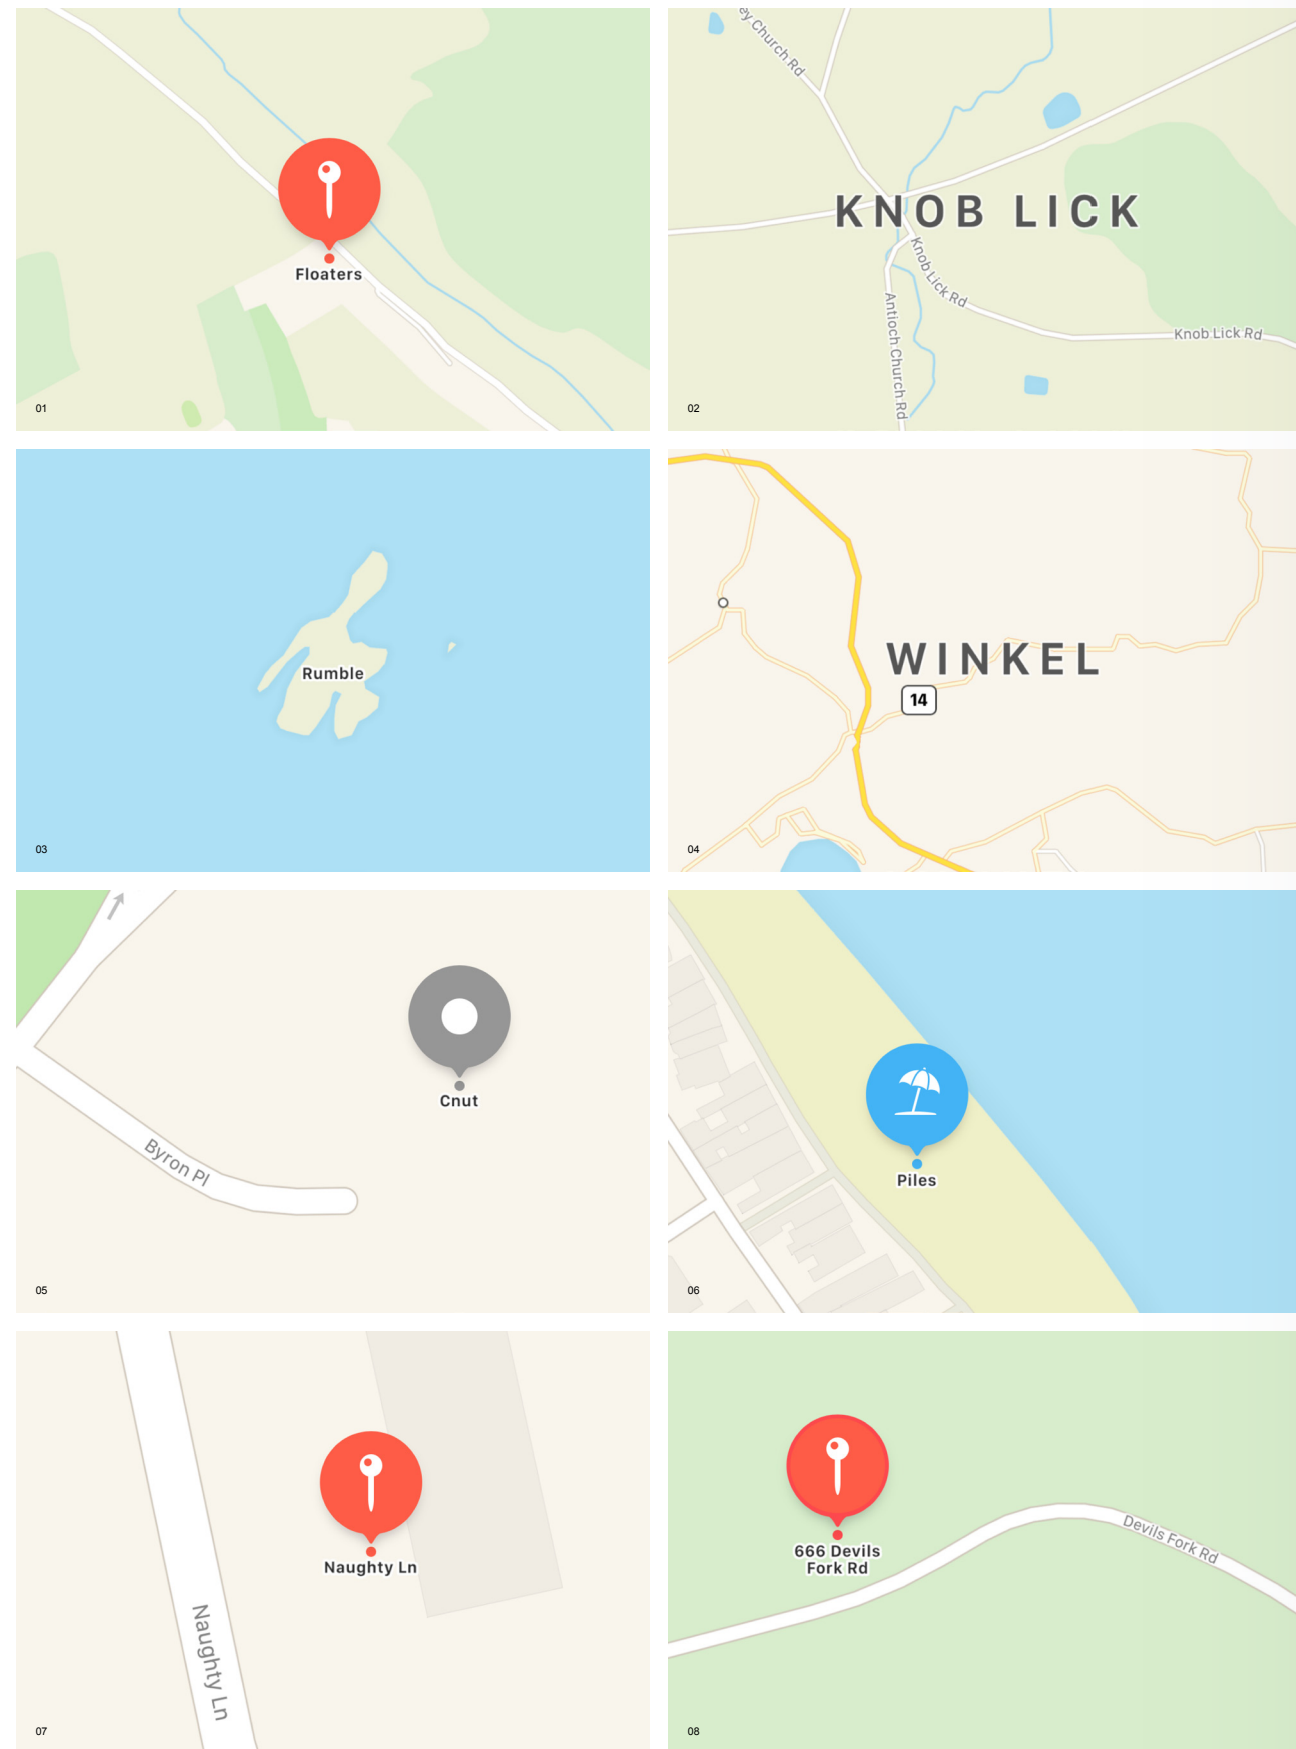 Floaters
01
ey Church Rd
KNOB LICK
Knob Lick Rd
Knob Lick Rd
Antioch Church Rd
02
Rumble
03
WINKEL
14
04
Cnut
Byron Pl
05
Piles
06
Naughty Ln
Naughty Ln
07
666 Devils
Fork Rd
Devils Fork Rd
08